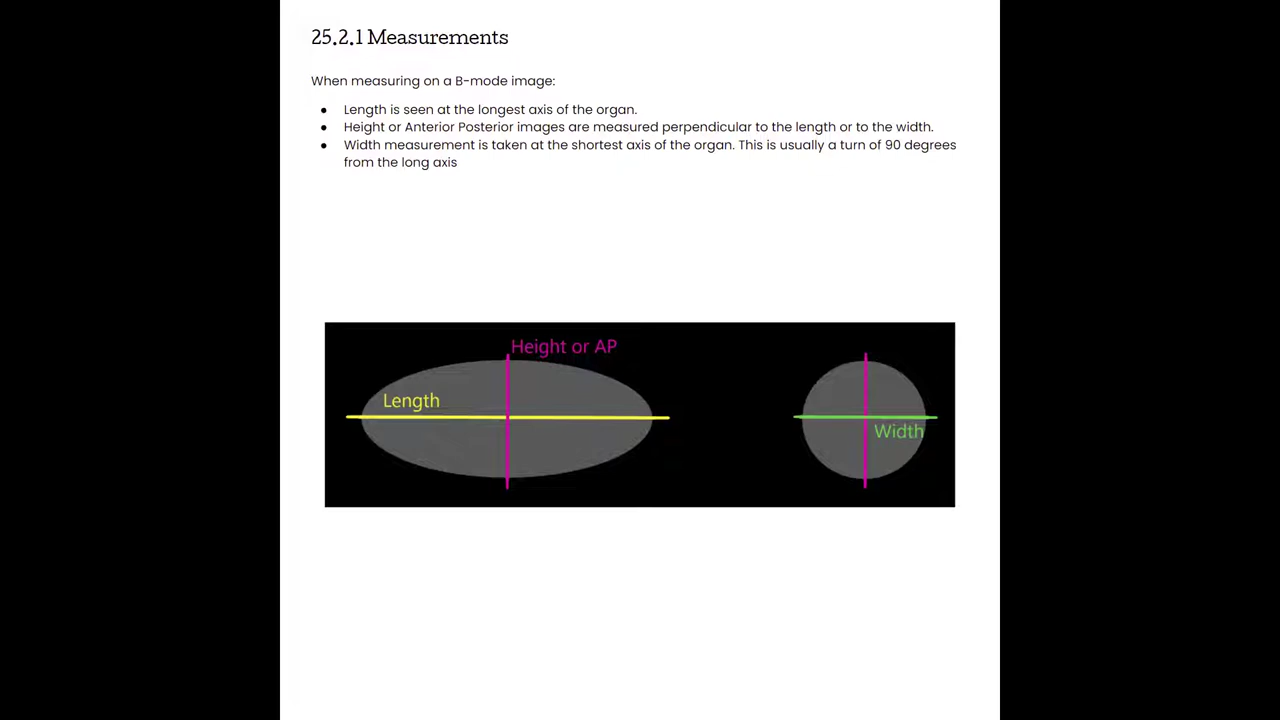 25.2.1 Measurements
When measuring on a B-mode image:
● Length is seen at the longest axis of the organ.
● Height or Anterior Posterior images are measured perpendicular to the length or to the width.
● Width measurement is taken at the shortest axis of the organ. This is usually a turn of 90 degrees
from the long axis
Height or AP
Length
Width